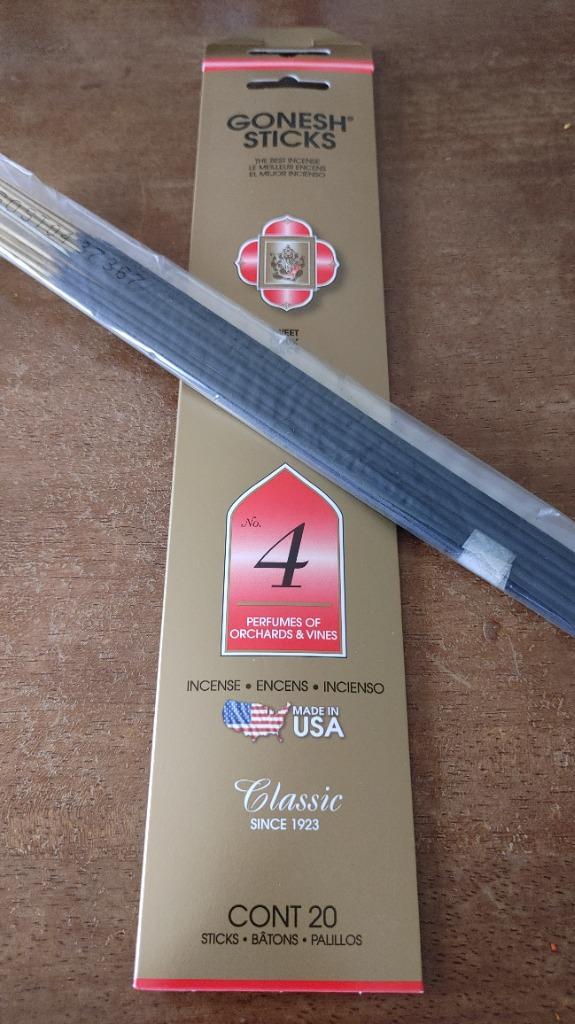 GONESH®
STICKS
THE BEST INCENSE
LE MEILLEUR ENCENS
EL MEJOR INCIENSO
No.
4
PERFUMES OF
ORCHARDS & VINES
INCENSE • ENCENS • INCIENSO
MADE IN
USA
Classic
SINCE 1923
CONT 20
STICKS • BÂTONS • PALILLOS